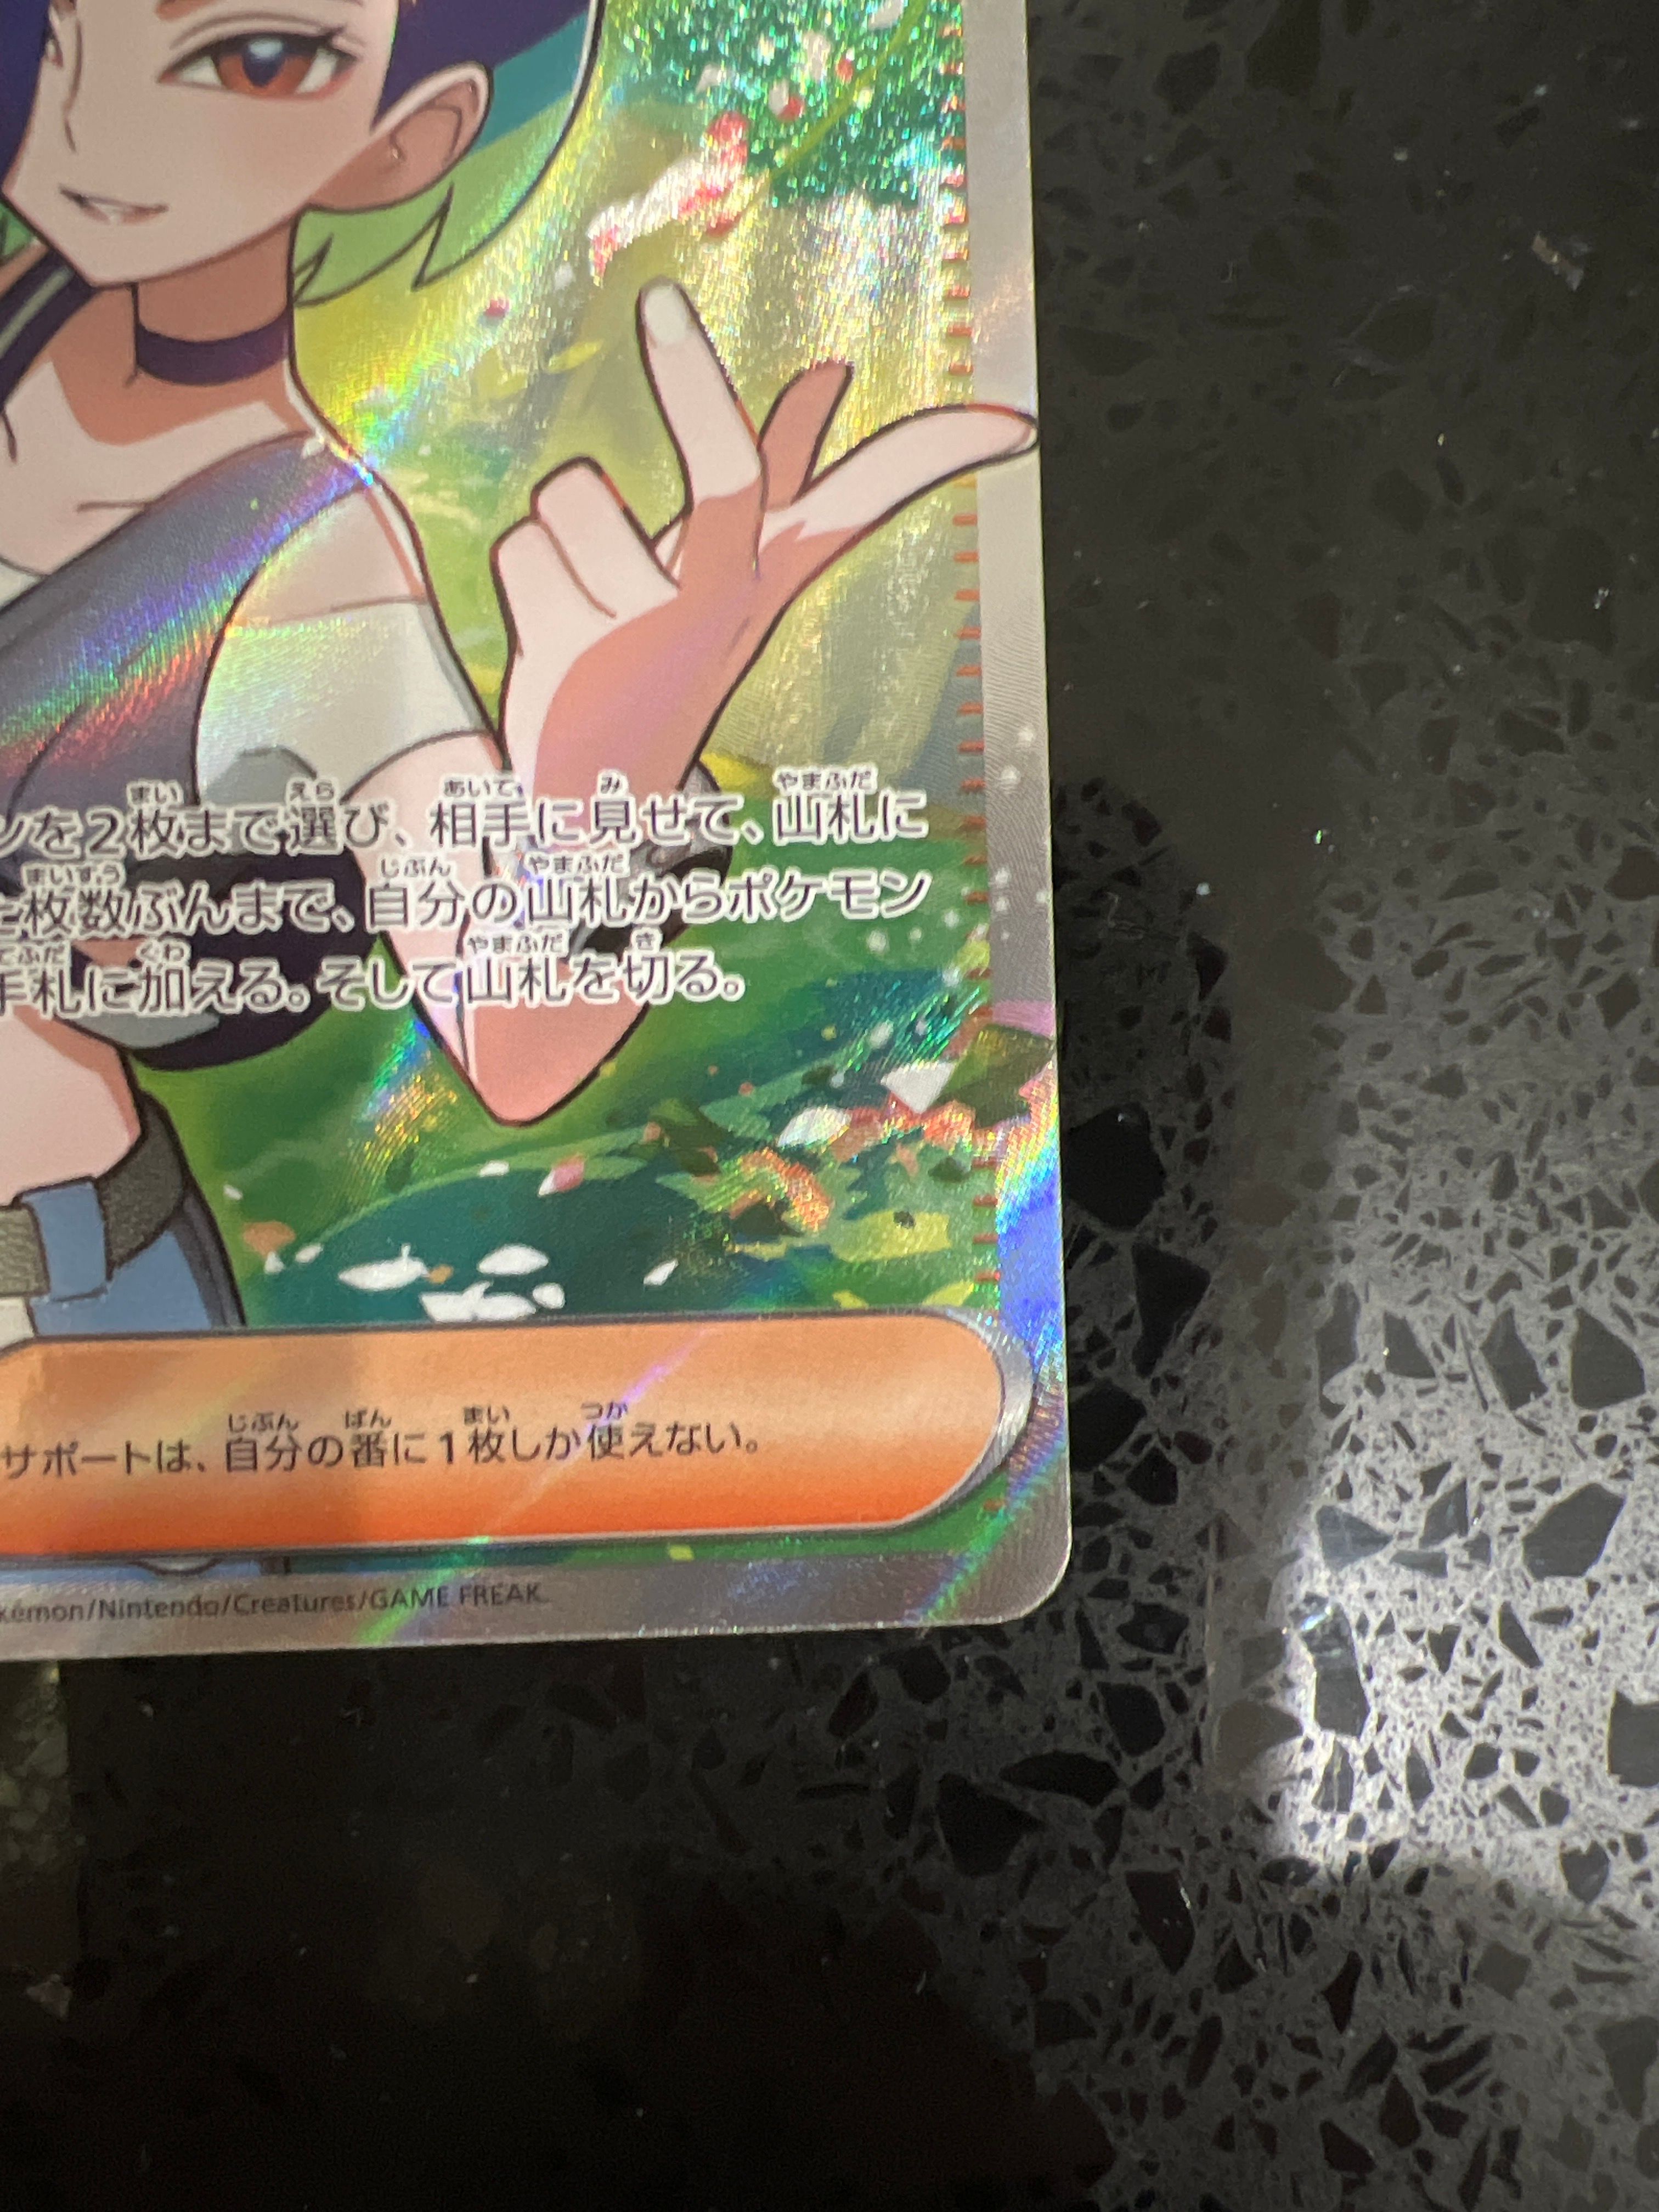 ンを2枚まで選び、相手に見せて、山札に
た枚数ぶんまで、自分の山札からポケモン
手札に加える。そして山札を切る。
サポートは、自分の番に1枚しか使えない。
kémon/Nintendo/Creatures/GAME FREAK.